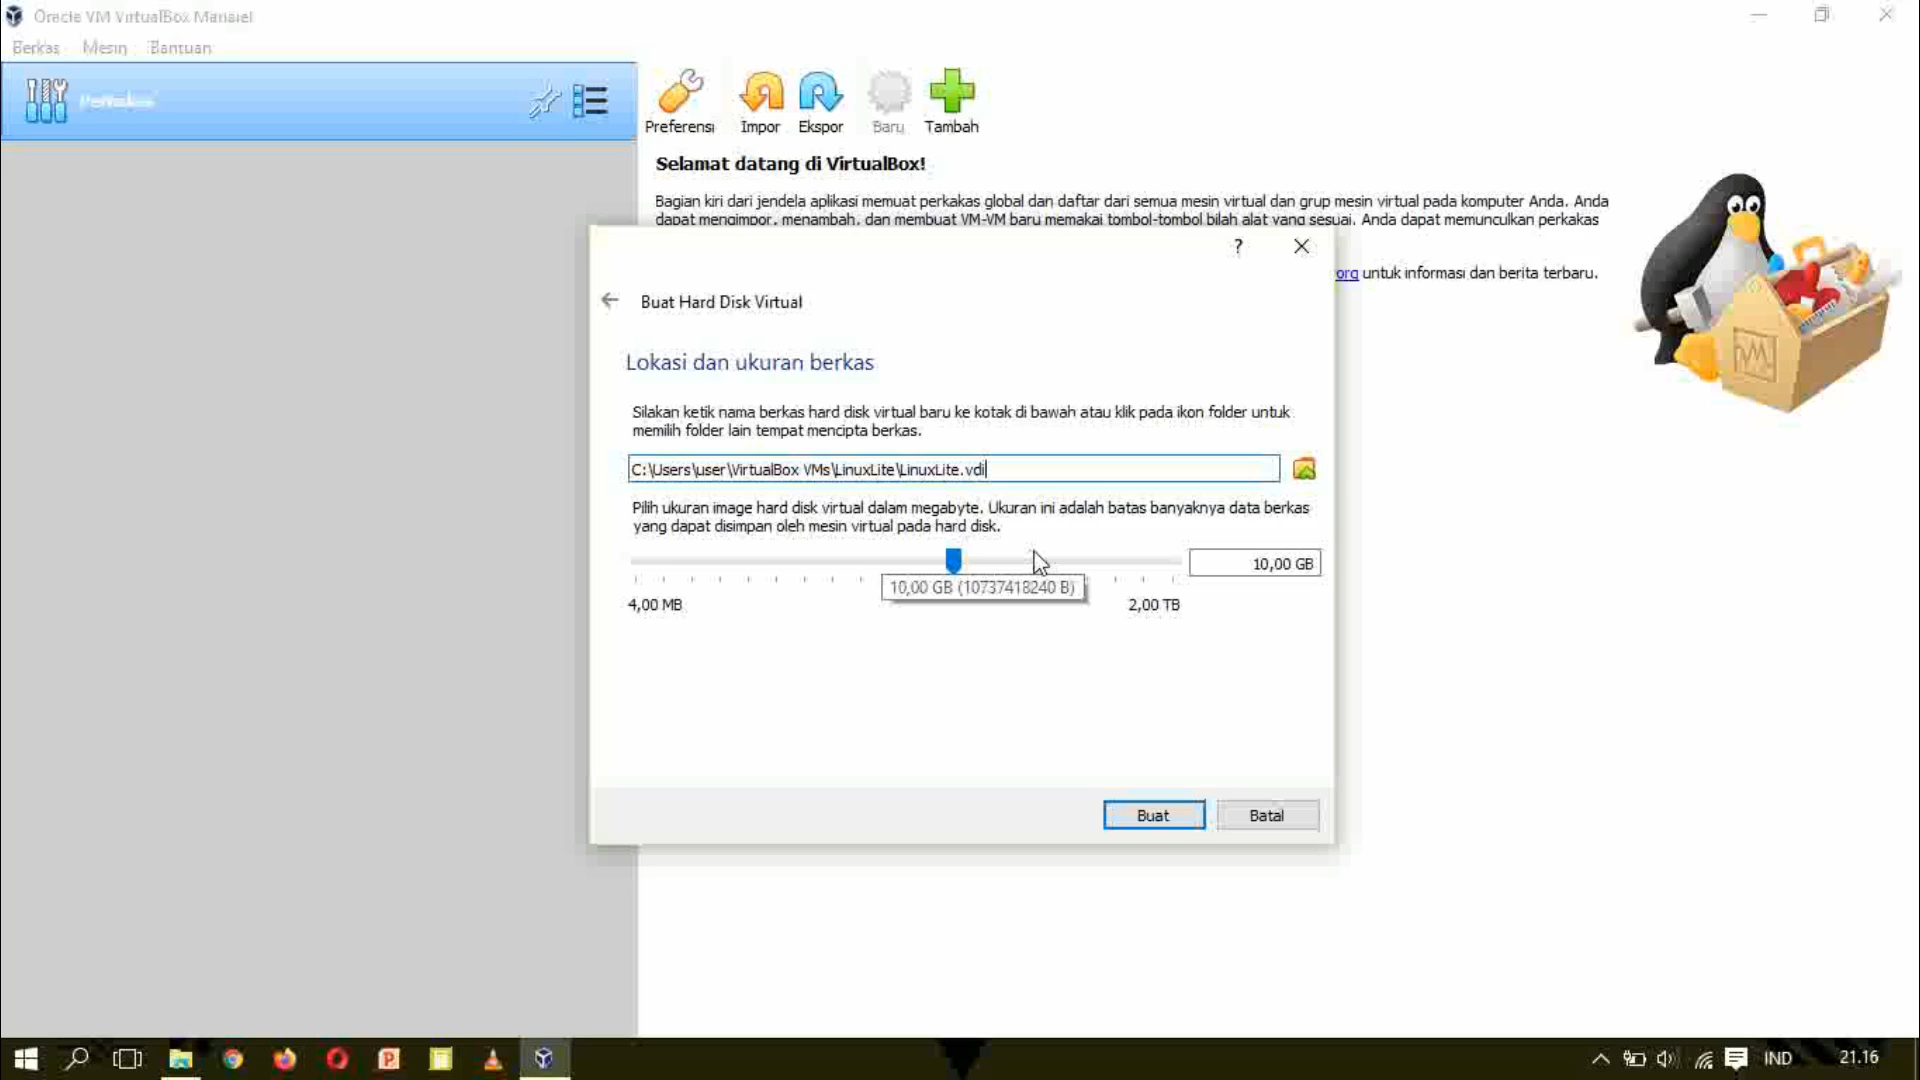 Oracle VM VirtualBox Manajer
Berkas Mesin Bantuan
Perkakas
Preferensi Impor Ekspor Baru Tambah
Selamat datang di VirtualBox!
Bagian kiri dari jendela aplikasi memuat perkakas global dan daftar dari semua mesin virtual dan grup mesin virtual pada komputer Anda. Anda
dapat mengimpor, menambah, dan membuat VM-VM baru memakai tombol-tombol bilah alat yang sesuai. Anda dapat memunculkan perkakas
org untuk informasi dan berita terbaru.
? 
Buat Hard Disk Virtual
Lokasi dan ukuran berkas
Silakan ketik nama berkas hard disk virtual baru ke kotak di bawah atau klik pada ikon folder untuk
memilih folder lain tempat mencipta berkas.
C:\Users\user\VirtualBox VMs\LinuxLite\LinuxLite.vdi
Pilih ukuran image hard disk virtual dalam megabyte. Ukuran ini adalah batas banyaknya data berkas
yang dapat disimpan oleh mesin virtual pada hard disk.
10,00 GB
10,00 GB (10737418240 B)
4,00 MB 2,00 TB
Buat Batal
IND 21.16